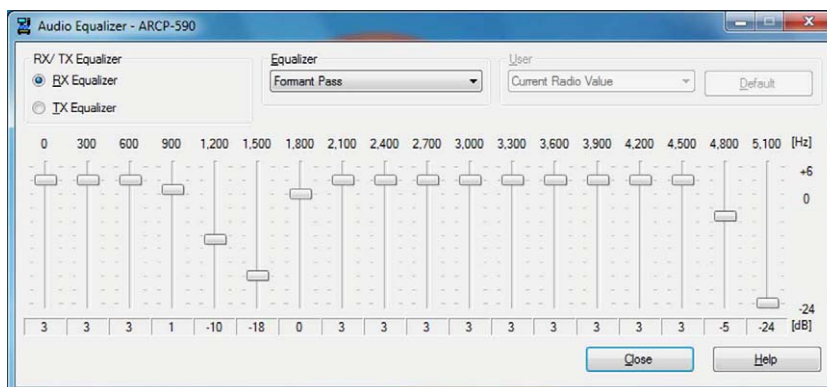 Audio Equalizer - ARCP-590
RX/ TX Equalizer
RX Equalizer
TX Equalizer
Equalizer
Formant Pass
User
Current Radio Value
Default
0 300 600 900 1,200 1,500 1,800 2,100 2,400 2,700 3,000 3,300 3,600 3,900 4,200 4,500 4,800 5,100 [Hz]
+6
0
-24
3 3 3 1 -10 -18 0 3 3 3 3 3 3 3 3 3 -5 -24 [dB]
Close Help